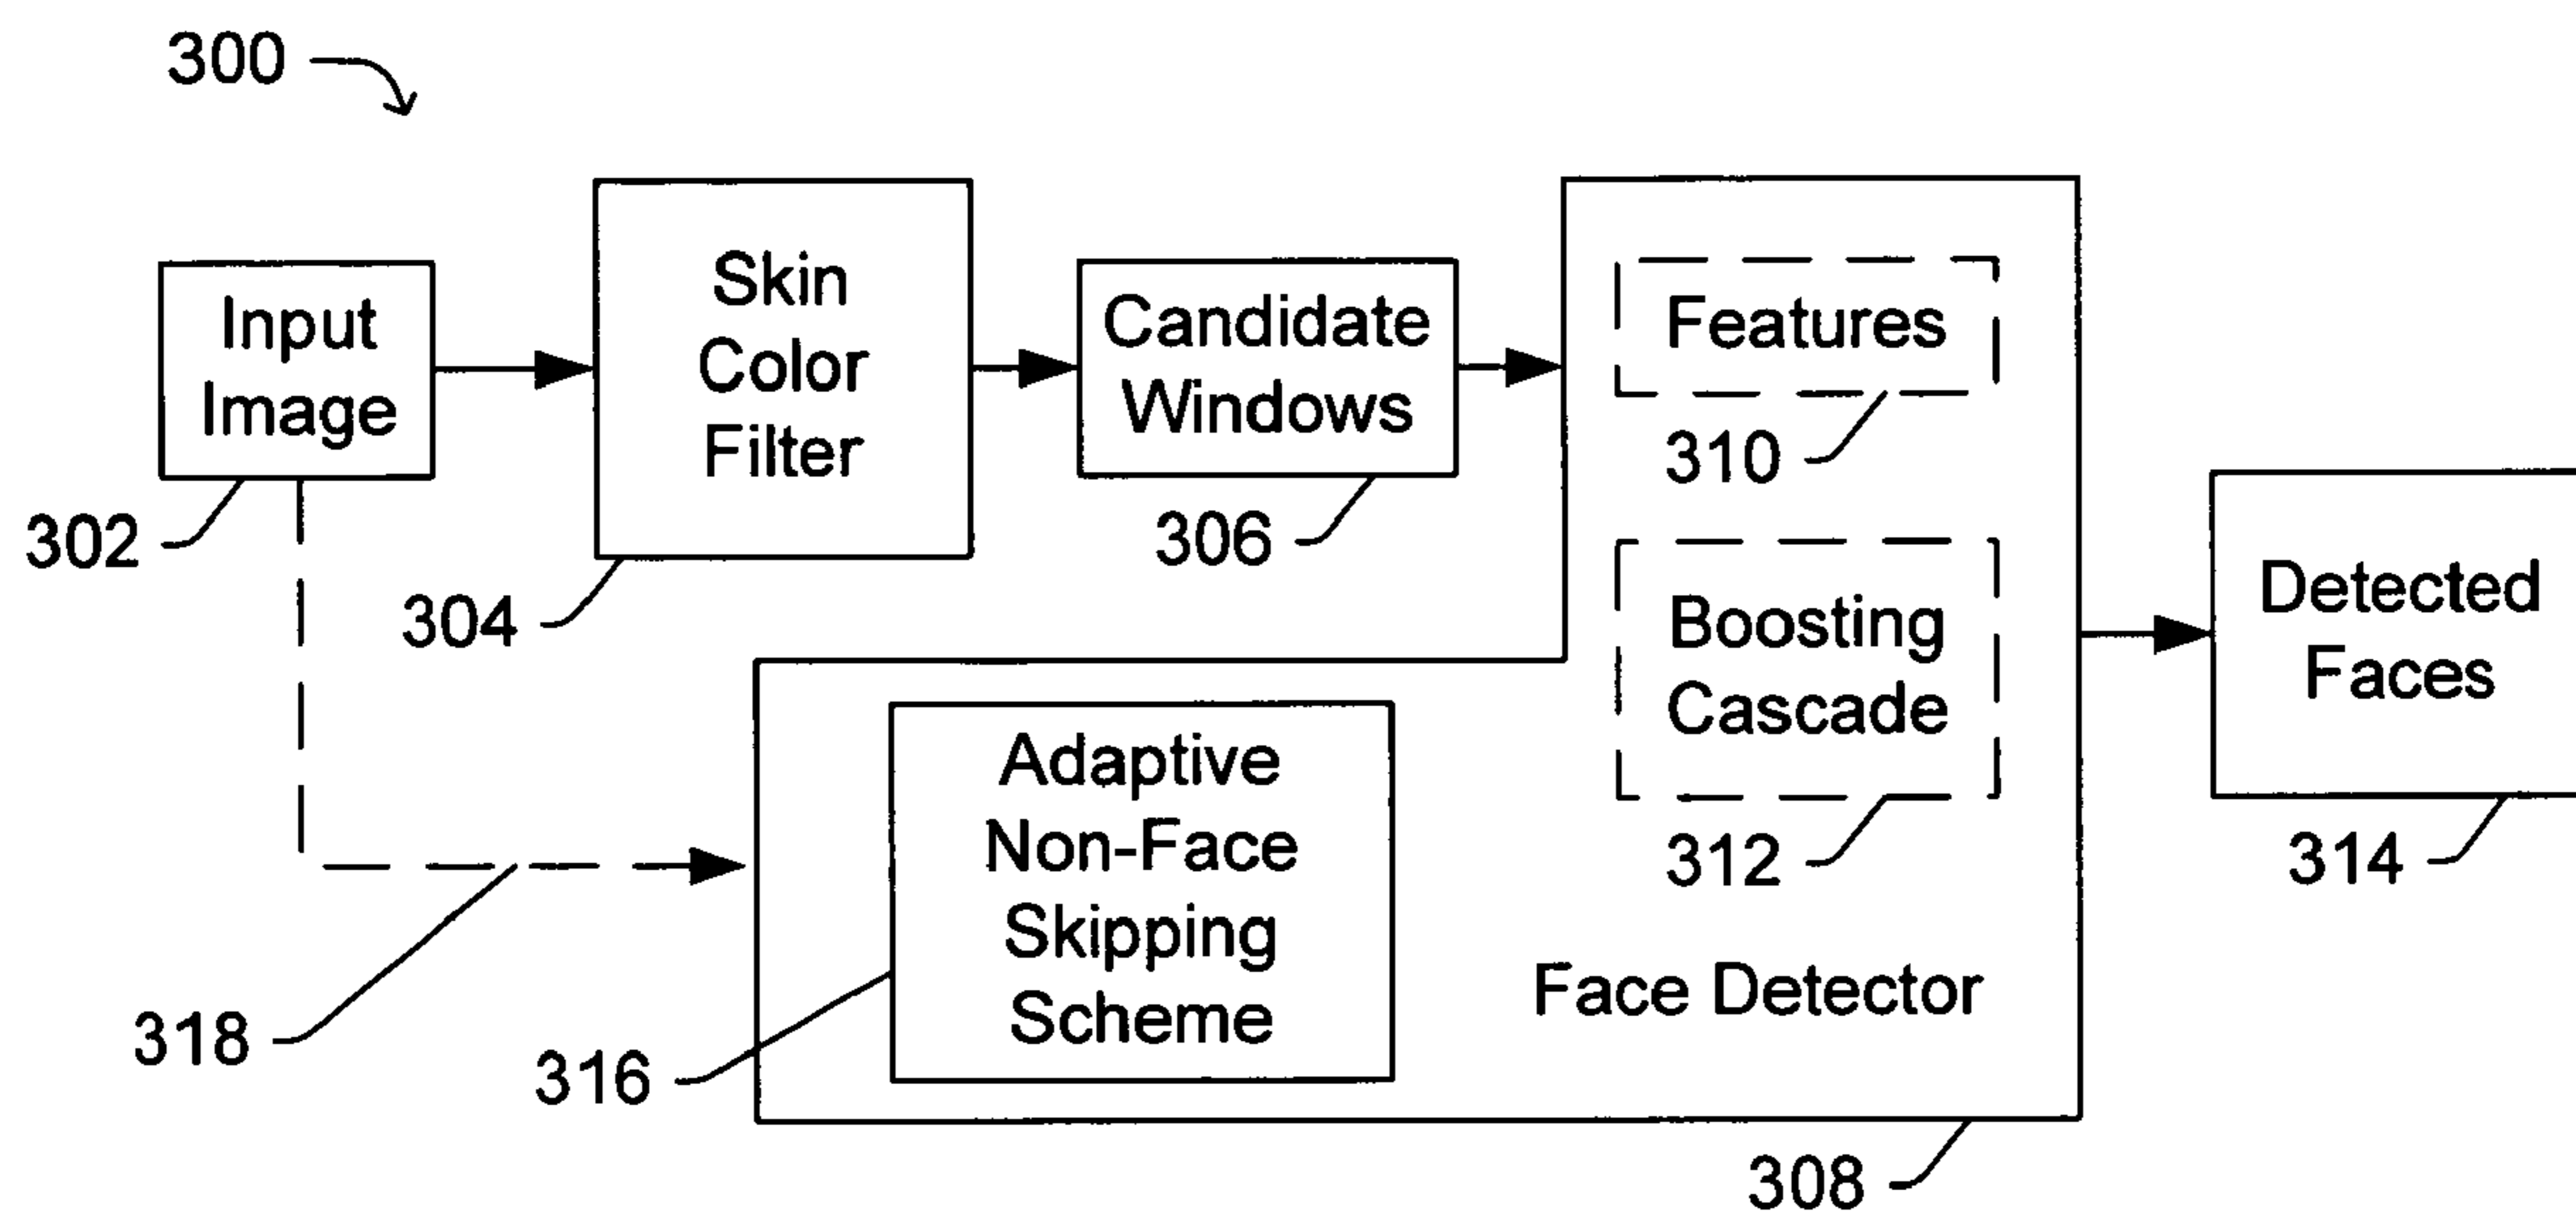 300
Input
Image
302
Skin
Color
Filter
304
Candidate
Windows
306
Features
310
Boosting
Cascade
312
Adaptive
Non-Face
Skipping
Scheme
316
Face Detector
308
318
Detected
Faces
314